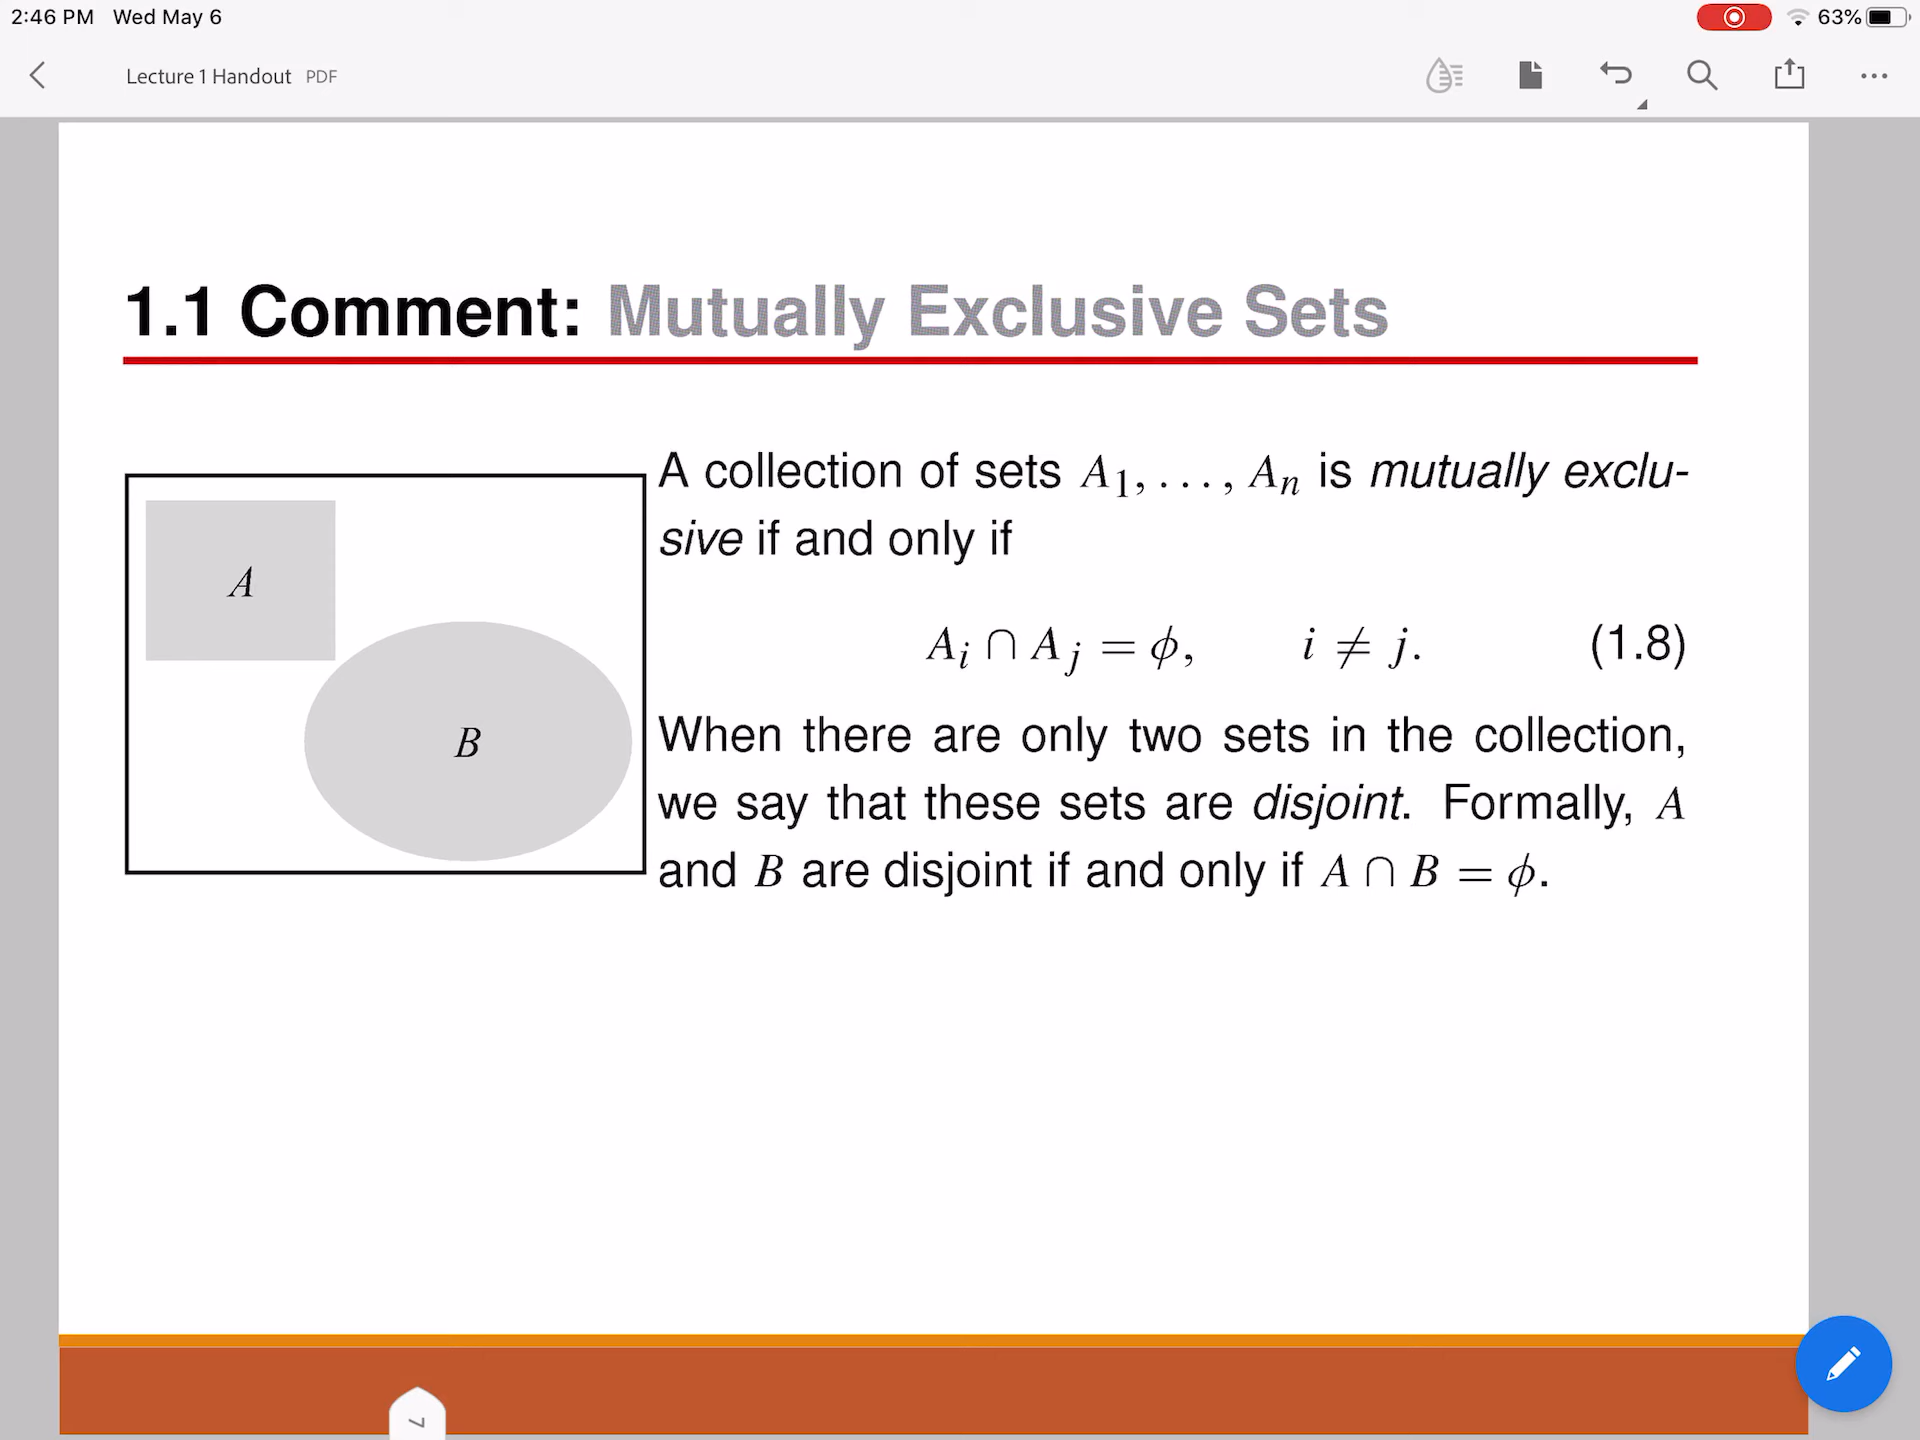 2:46 PM Wed May 6
63%
Lecture 1 Handout PDF
1.1 Comment: Mutually Exclusive Sets
A
B
A collection of sets A₁, . . . , Aₙ is mutually exclu-
sive if and only if
Aᵢ ∩ Aⱼ = ϕ, i ≠ j. (1.8)
When there are only two sets in the collection,
we say that these sets are disjoint. Formally, A
and B are disjoint if and only if A ∩ B = ϕ.
7